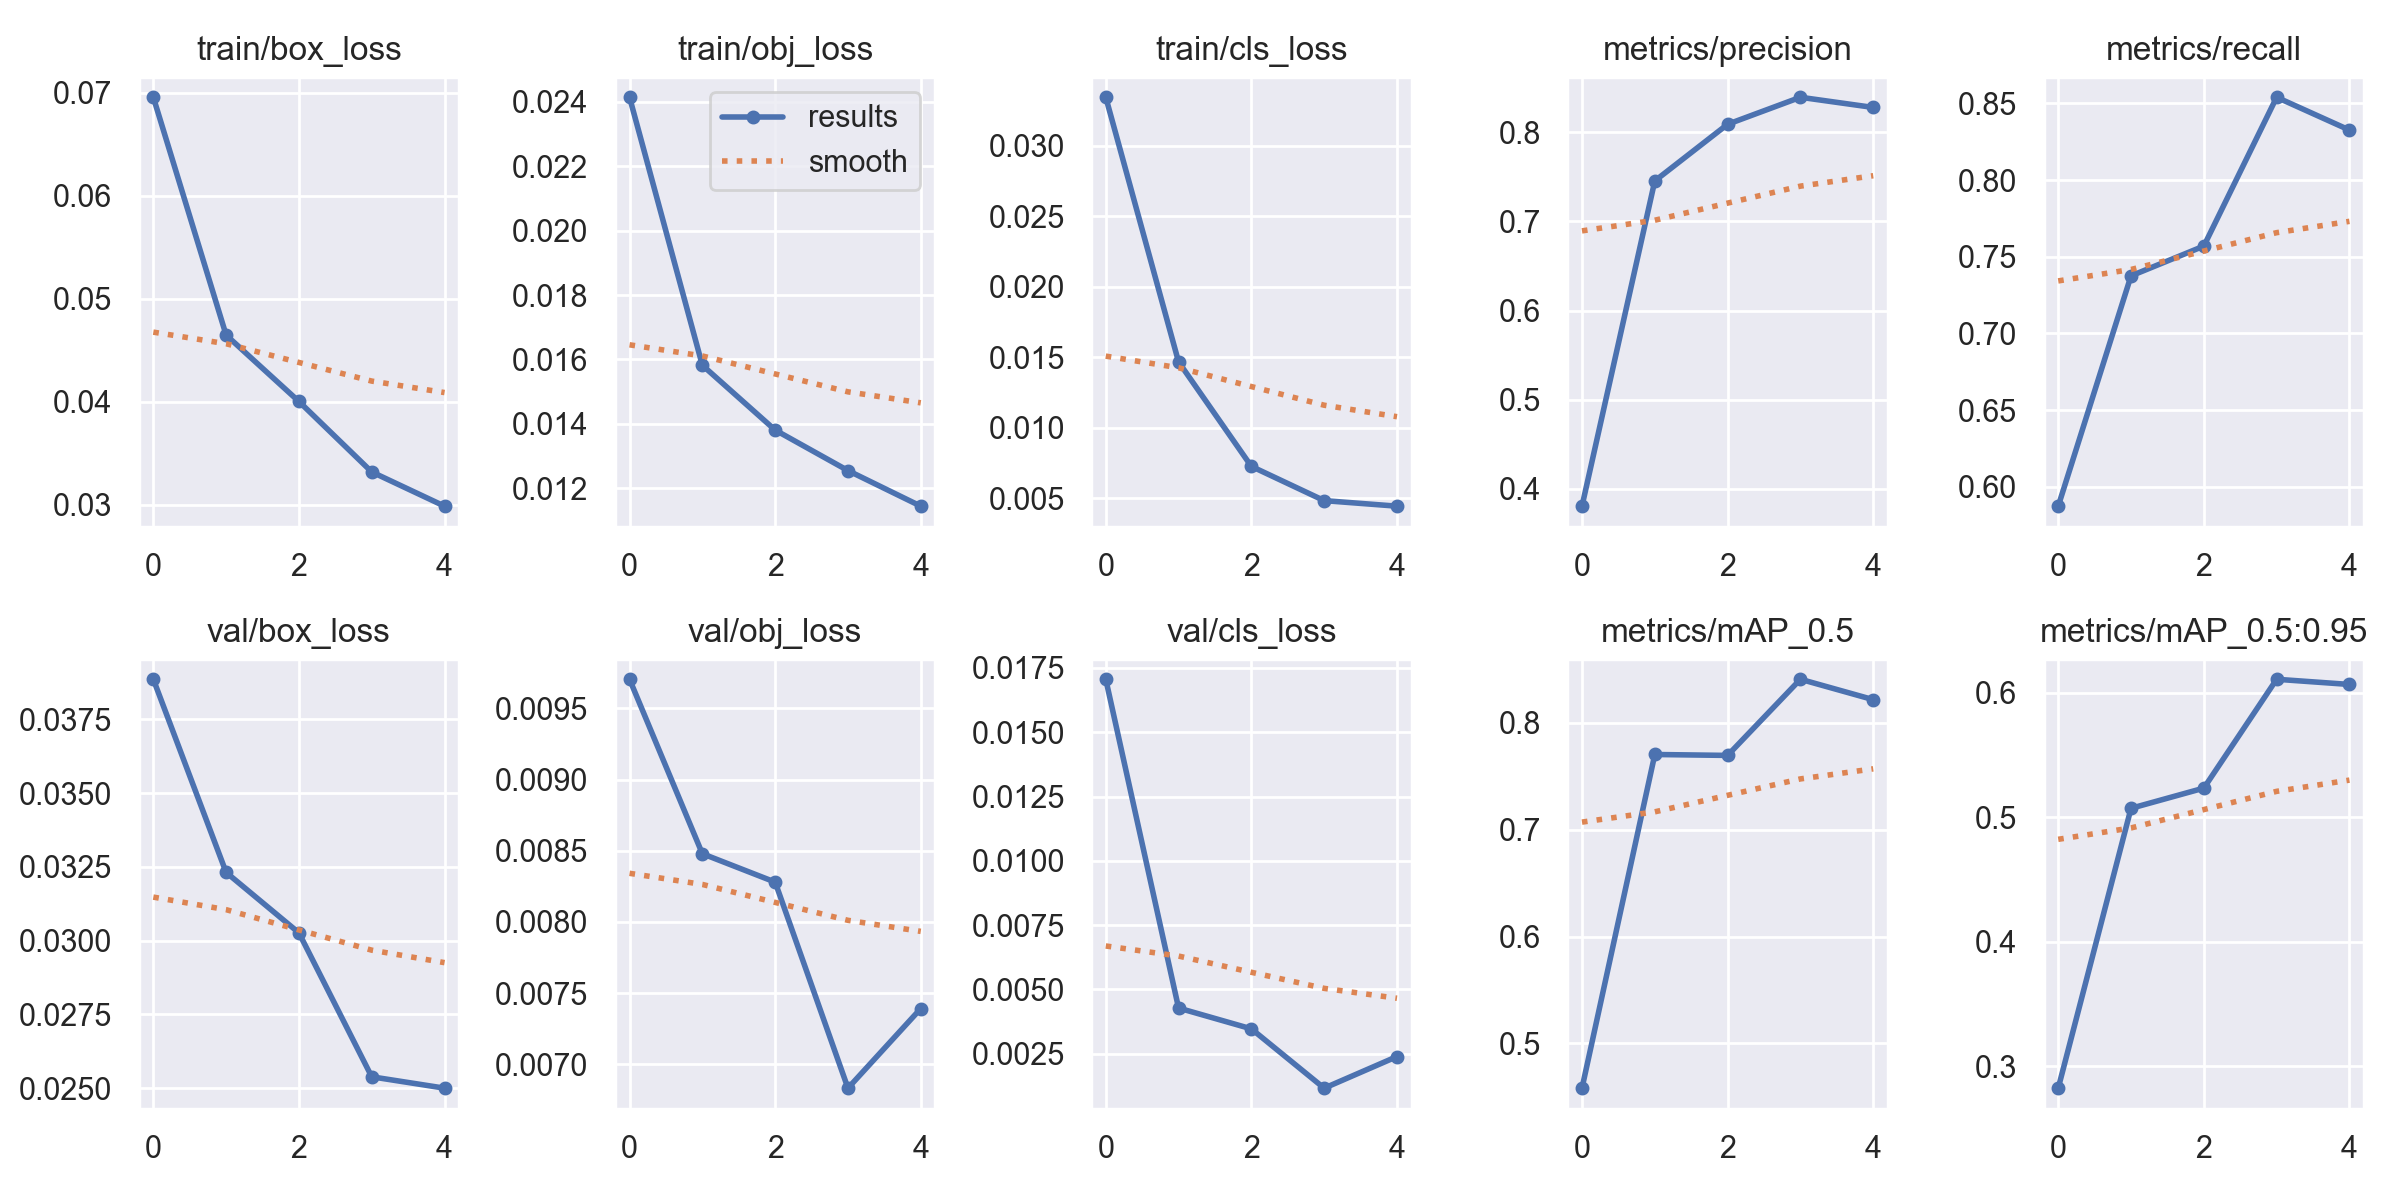 train/box_loss
0.07
0.06
0.05
0.04
0.03
0 2 4
train/obj_loss
results
smooth
0.024
0.022
0.020
0.018
0.016
0.014
0.012
0 2 4
train/cls_loss
0.030
0.025
0.020
0.015
0.010
0.005
0 2 4
metrics/precision
0.8
0.7
0.6
0.5
0.4
0 2 4
metrics/recall
0.85
0.80
0.75
0.70
0.65
0.60
0 2 4
val/box_loss
0.0375
0.0350
0.0325
0.0300
0.0275
0.0250
0 2 4
val/obj_loss
0.0095
0.0090
0.0085
0.0080
0.0075
0.0070
0 2 4
val/cls_loss
0.0175
0.0150
0.0125
0.0100
0.0075
0.0050
0.0025
0 2 4
metrics/mAP_0.5
0.8
0.7
0.6
0.5
0 2 4
metrics/mAP_0.5:0.95
0.6
0.5
0.4
0.3
0 2 4